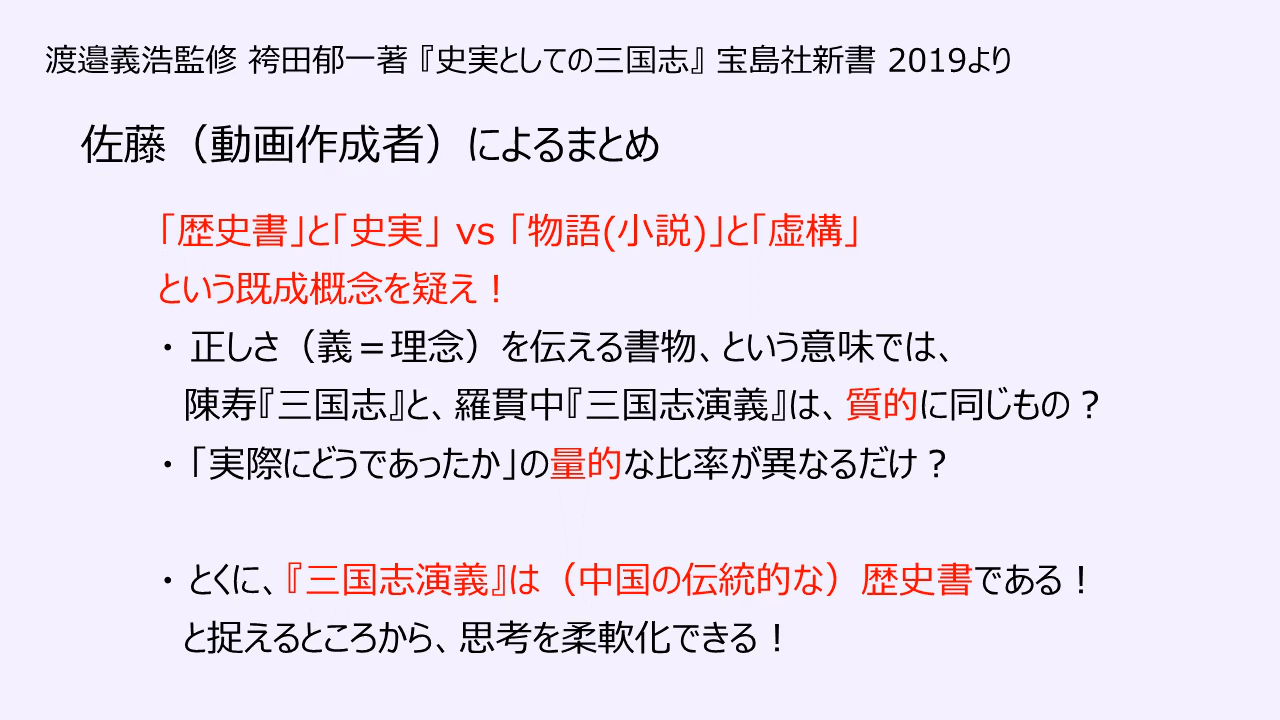 渡邉義浩監修 袴田郁一著『史実としての三国志』宝島社新書 2019より
佐藤（動画作成者）によるまとめ
「歴史書」と「史実」 vs 「物語(小説)」と「虚構」
という既成概念を疑え！
・ 正しさ（義＝理念）を伝える書物、という意味では、
陳寿『三国志』と、羅貫中『三国志演義』は、質的に同じもの？
・ 「実際にどうであったか」の量的な比率が異なるだけ？
・ とくに、『三国志演義』は（中国の伝統的な）歴史書である！
と捉えるところから、思考を柔軟化できる！